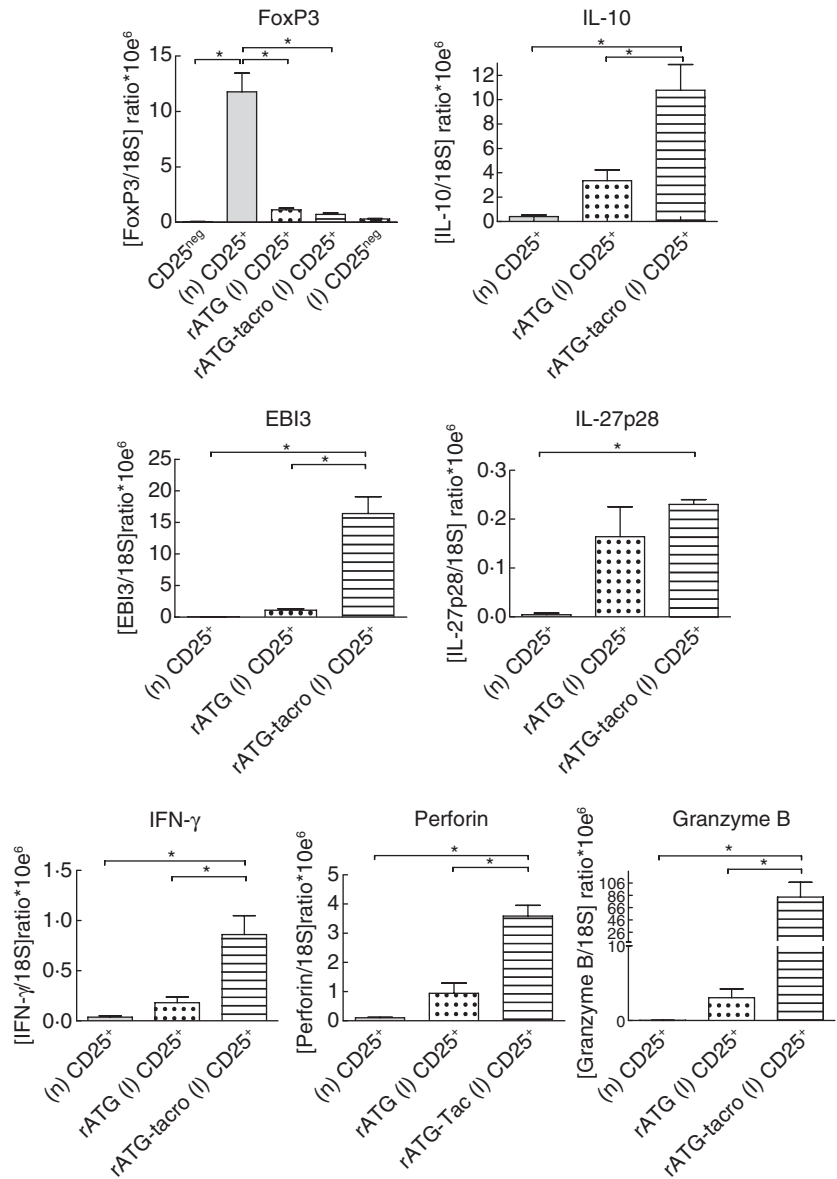 FoxP3
[FoxP3/18S] ratio*10e⁶
15
10
5
0
* * *
CD25ⁿᵉᵍ
(n) CD25⁺
rATG (I) CD25⁺
rATG-tacro (I) CD25⁺
(I) CD25ⁿᵉᵍ
IL-10
[IL-10/18S] ratio*10e⁶
12
10
8
6
4
2
0
*
*
(n) CD25⁺
rATG (I) CD25⁺
rATG-tacro (I) CD25⁺
EBI3
[EBI3/18S]ratio*10e⁶
25
20
15
10
5
0
*
*
(n) CD25⁺
rATG (I) CD25⁺
rATG-tacro (I) CD25⁺
IL-27p28
[IL-27p28/18S] ratio*10e⁶
0·3
0·2
0·1
0·0
*
(n) CD25⁺
rATG (I) CD25⁺
rATG-tacro (I) CD25⁺
IFN-γ
[IFN-γ/18S]ratio*10e⁶
1·5
1·0
0·5
0·0
*
*
(n) CD25⁺
rATG (I) CD25⁺
rATG-tacro (I) CD25⁺
Perforin
[Perforin/18S]ratio*10e⁶
5
4
3
2
1
0
*
*
(n) CD25⁺
rATG (I) CD25⁺
rATG-Tac (I) CD25⁺
Granzyme B
[Granzyme B/18S] ratio*10e⁶
106
86
66
46
26
10
0
*
*
(n) CD25⁺
rATG (I) CD25⁺
rATG-tacro (I) CD25⁺